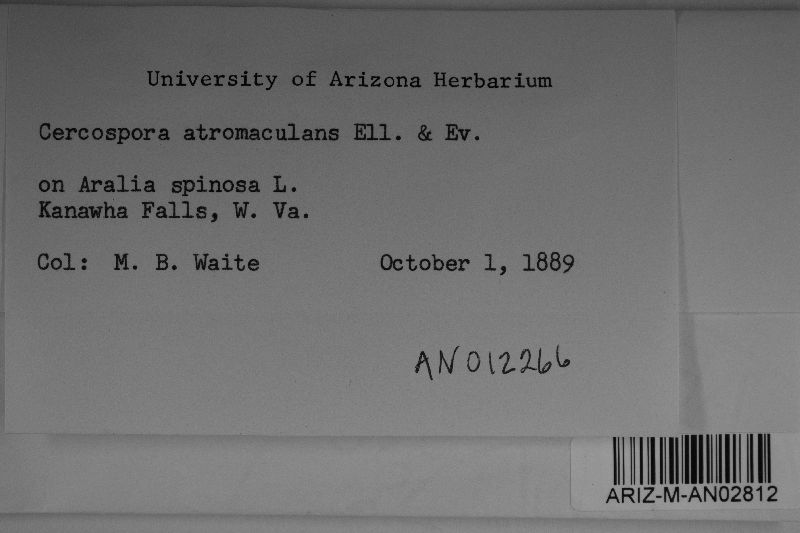 University of Arizona Herbarium
Cercospora atromaculans Ell. & Ev.
on Aralia spinosa L.
Kanawha Falls, W. Va.
Col: M. B. Waite October 1, 1889
AN012266
ARIZ-M-AN02812